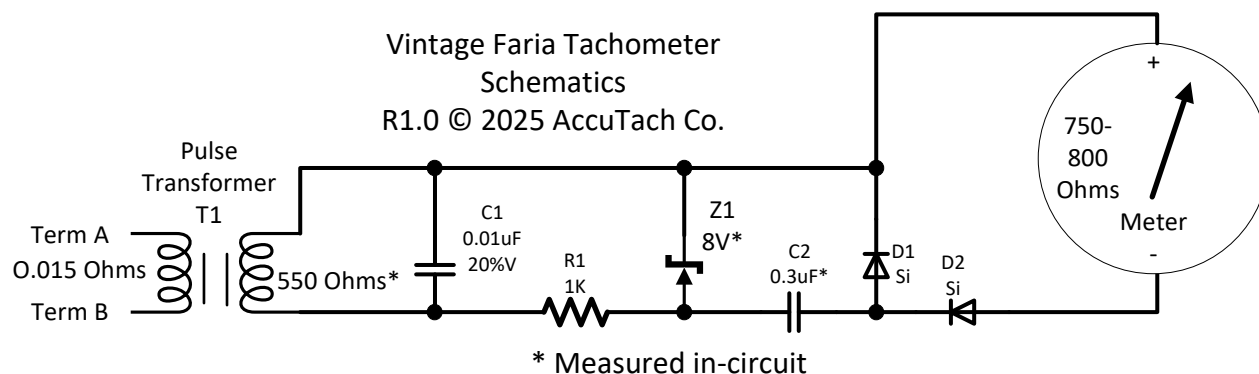 Vintage Faria Tachometer
Schematics
R1.0 © 2025 AccuTach Co.
Pulse
Transformer
T1
Term A
O.015 Ohms
Term B
550 Ohms*
C1
0.01uF
20%V
R1
1K
Z1
8V*
C2
0.3uF*
D1
Si
D2
Si
+
750-
800
Ohms
Meter
-
* Measured in-circuit